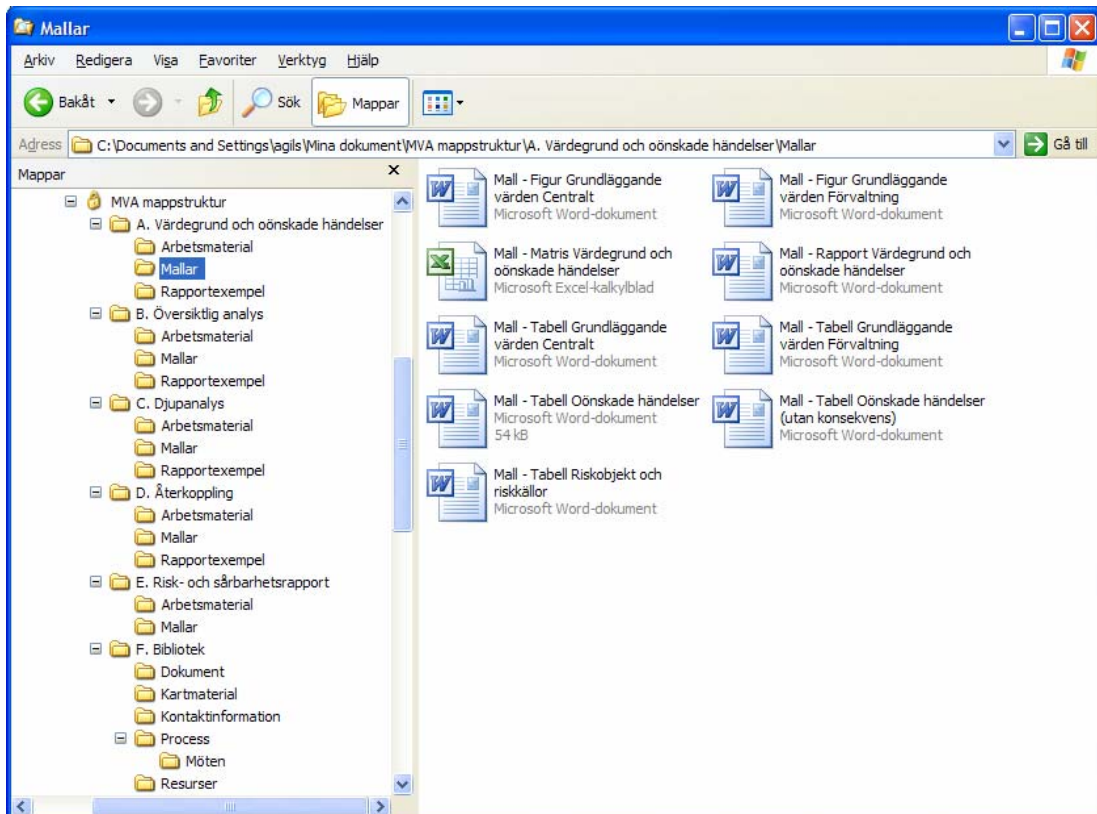 Mallar
Arkiv Redigera Visa Favoriter Verktyg Hjälp
Bakåt Sök Mappar
Adress C:\Documents and Settings\agils\Mina dokument\MVA mappstruktur\A. Värdegrund och oönskade händelser\Mallar Gå till
Mappar
MVA mappstruktur
A. Värdegrund och oönskade händelser
Arbetsmaterial
Mallar
Rapportexempel
B. Översiktlig analys
Arbetsmaterial
Mallar
Rapportexempel
C. Djupanalys
Arbetsmaterial
Mallar
Rapportexempel
D. Återkoppling
Arbetsmaterial
Mallar
Rapportexempel
E. Risk- och sårbarhetsrapport
Arbetsmaterial
Mallar
F. Bibliotek
Dokument
Kartmaterial
Kontaktinformation
Process
Möten
Resurser
Mall - Figur Grundläggande
värden Centralt
Microsoft Word-dokument
Mall - Figur Grundläggande
värden Förvaltning
Microsoft Word-dokument
Mall - Matris Värdegrund och
oönskade händelser
Microsoft Excel-kalkylblad
Mall - Rapport Värdegrund och
oönskade händelser
Microsoft Word-dokument
Mall - Tabell Grundläggande
värden Centralt
Microsoft Word-dokument
Mall - Tabell Grundläggande
värden Förvaltning
Microsoft Word-dokument
Mall - Tabell Oönskade händelser
Microsoft Word-dokument
54 kB
Mall - Tabell Oönskade händelser
(utan konsekvens)
Microsoft Word-dokument
Mall - Tabell Riskobjekt och
riskkällor
Microsoft Word-dokument